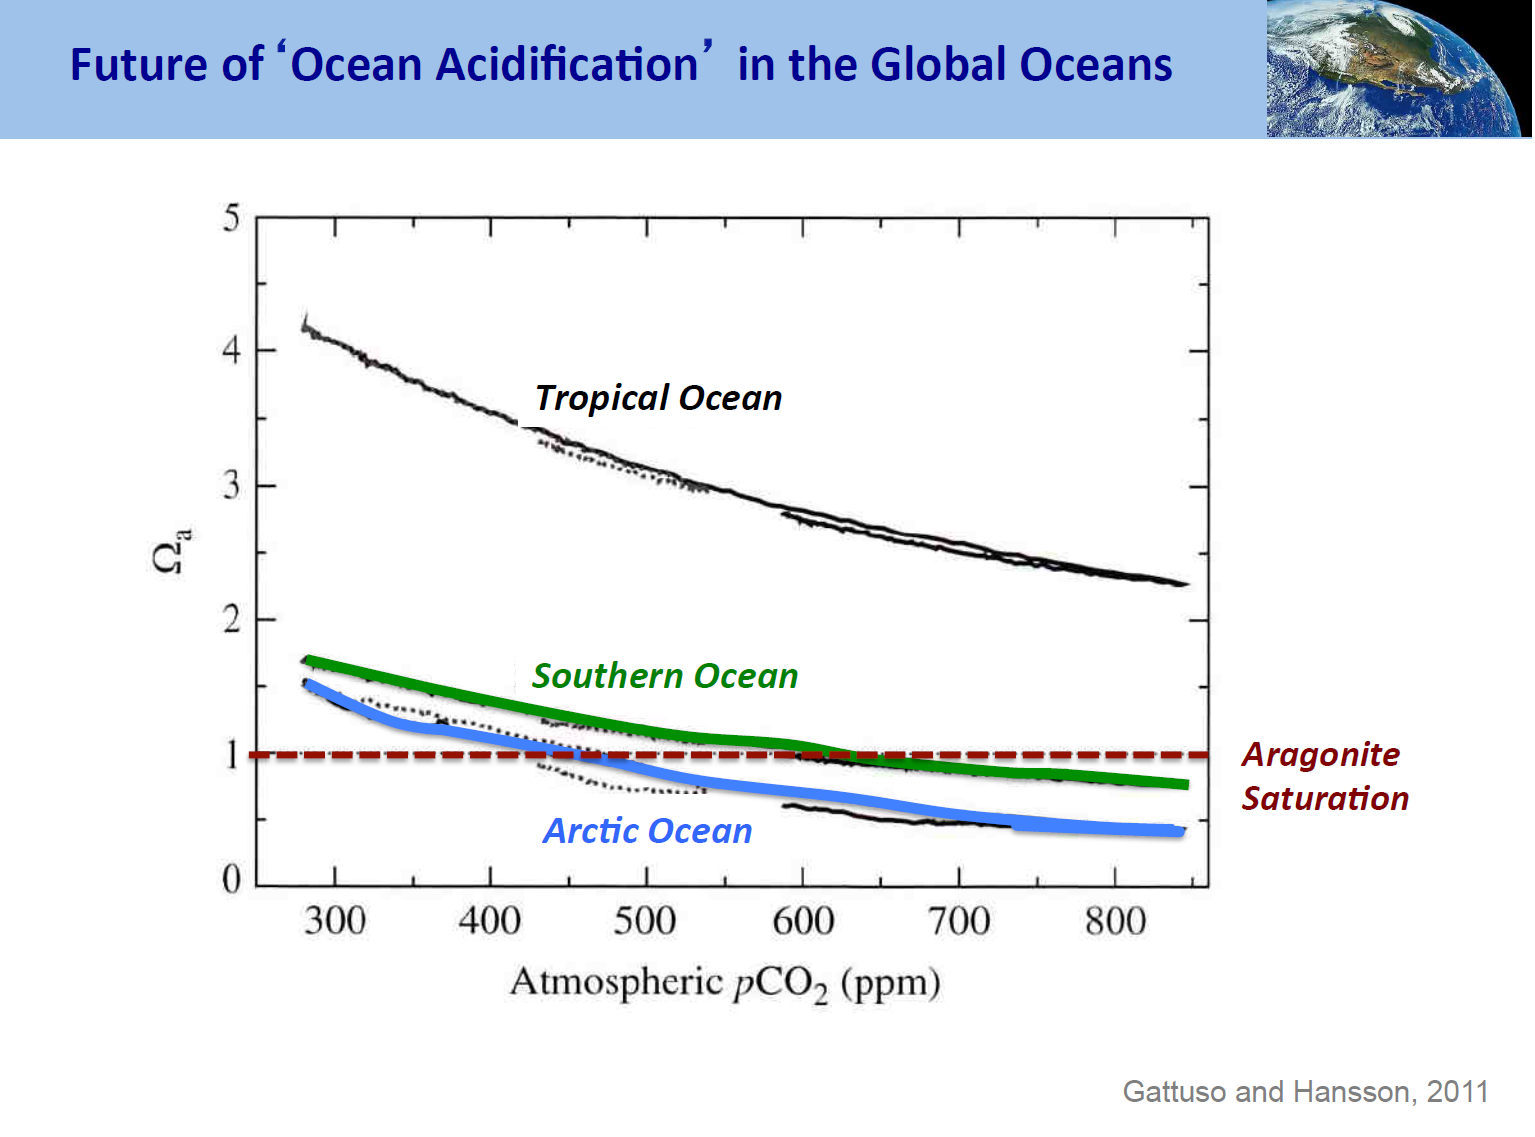 Future of ‘Ocean Acidification’ in the Global Oceans
5
4
Tropical Ocean
3
Ωa
2
Southern Ocean
1
Aragonite
Saturation
Arctic Ocean
0
300 400 500 600 700 800
Atmospheric pCO₂ (ppm)
Gattuso and Hansson, 2011